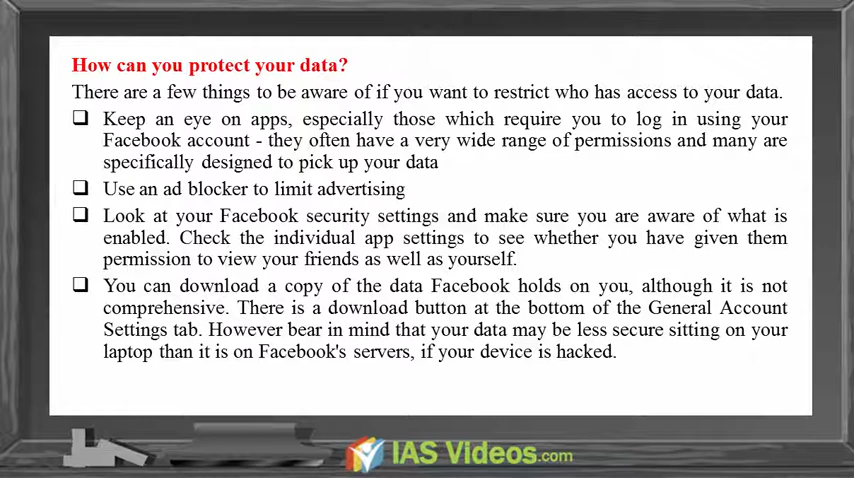 How can you protect your data?
There are a few things to be aware of if you want to restrict who has access to your data.
Keep an eye on apps, especially those which require you to log in using your
Facebook account - they often have a very wide range of permissions and many are
specifically designed to pick up your data
Use an ad blocker to limit advertising
Look at your Facebook security settings and make sure you are aware of what is
enabled. Check the individual app settings to see whether you have given them
permission to view your friends as well as yourself.
You can download a copy of the data Facebook holds on you, although it is not
comprehensive. There is a download button at the bottom of the General Account
Settings tab. However bear in mind that your data may be less secure sitting on your
laptop than it is on Facebook's servers, if your device is hacked.
IAS Videos.com